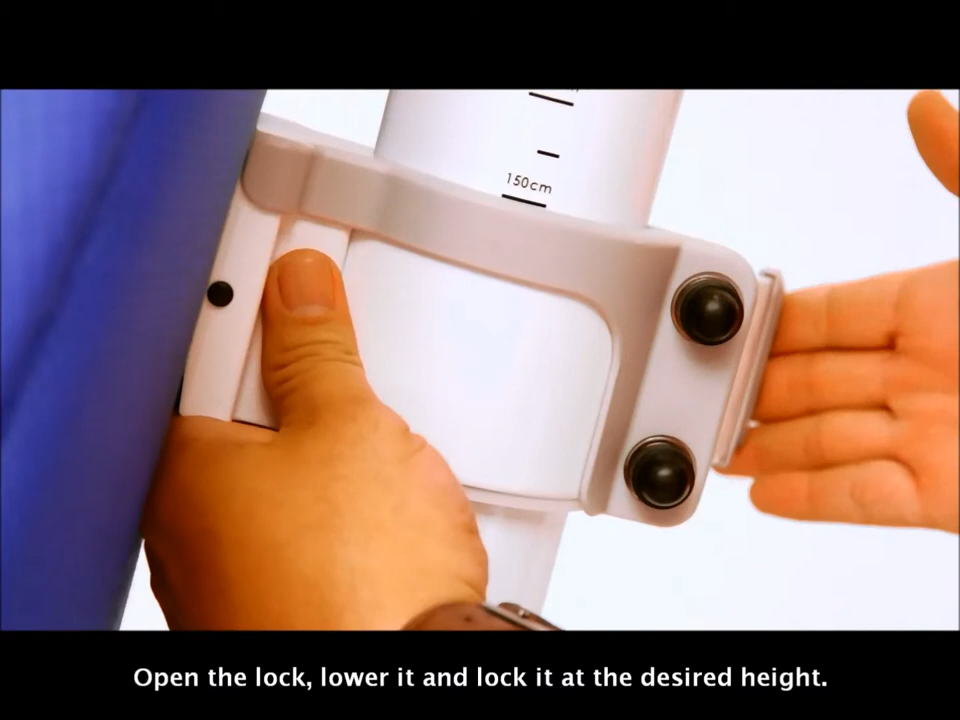 150cm
Open the lock, lower it and lock it at the desired height.